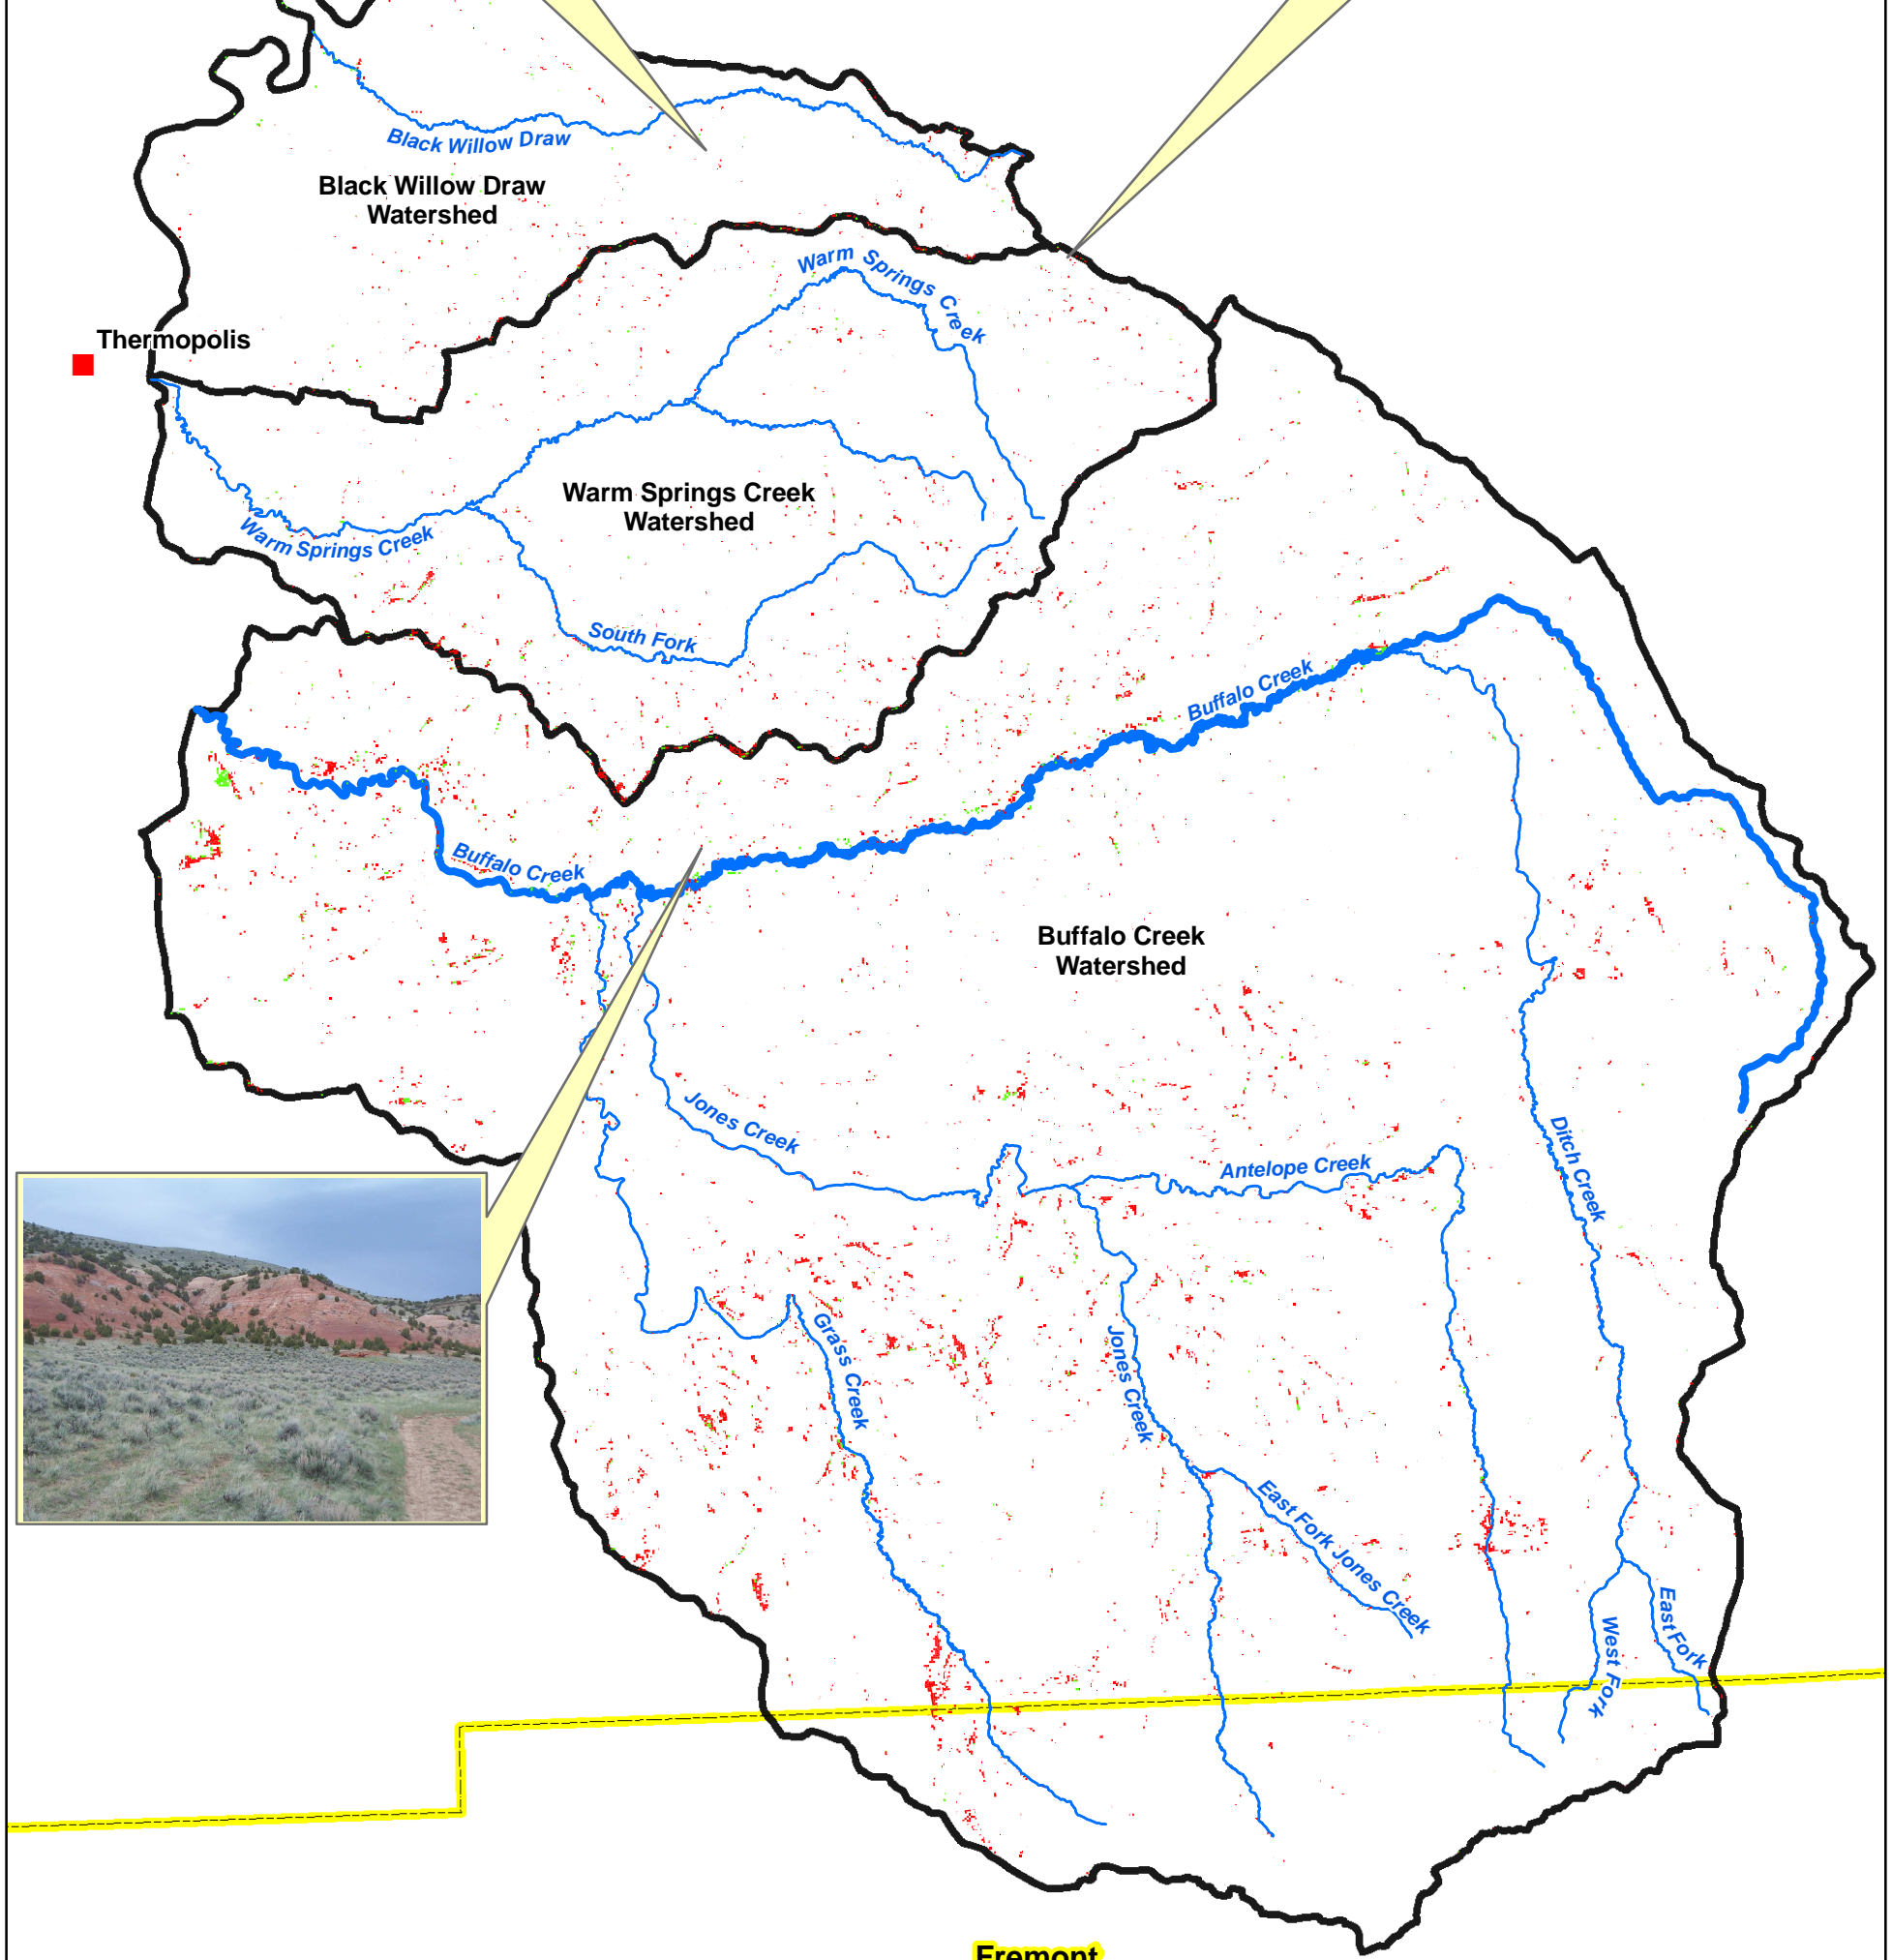 Black Willow Draw
Black Willow Draw
Watershed
Warm Springs Creek
Thermopolis
Warm Springs Creek
Watershed
Warm Springs Creek
South Fork
Buffalo Creek
Buffalo Creek
Buffalo Creek
Watershed
Jones Creek
Antelope Creek
Ditch Creek
Grass Creek
Jones Creek
East Fork Jones Creek
East Fork
West Fork
Fremont